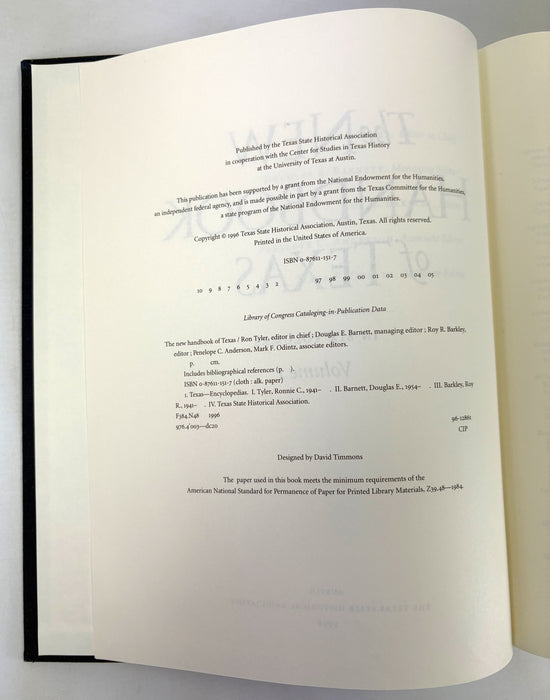 Published by the Texas State Historical Association
in cooperation with the Center for Studies in Texas History
at the University of Texas at Austin.
This publication has been supported by a grant from the National Endowment for the Humanities,
an independent federal agency, and is made possible in part by a grant from the Texas Committee for the Humanities,
a state program of the National Endowment for the Humanities.
Copyright © 1996 Texas State Historical Association, Austin, Texas. All rights reserved.
Printed in the United States of America.
ISBN 0-87611-151-7
10 9 8 7 6 5 4 3 2 97 98 99 00 01 02 03 04 05
Library of Congress Cataloging-in-Publication Data
The new handbook of Texas / Ron Tyler, editor in chief ; Douglas E. Barnett, managing editor ; Roy R. Barkley,
editor ; Penelope C. Anderson, Mark F. Odintz, associate editors.
p. cm.
Includes bibliographical references (p. ).
ISBN 0-87611-151-7 (cloth : alk. paper)
1. Texas—Encyclopedias. I. Tyler, Ronnie C., 1941– . II. Barnett, Douglas E., 1954– . III. Barkley, Roy
R., 1941– . IV. Texas State Historical Association.
F384.N48 1996
976.4'003—dc20 96-12861
CIP
Designed by David Timmons
The paper used in this book meets the minimum requirements of the
American National Standard for Permanence of Paper for Printed Library Materials, Z39.48—1984.